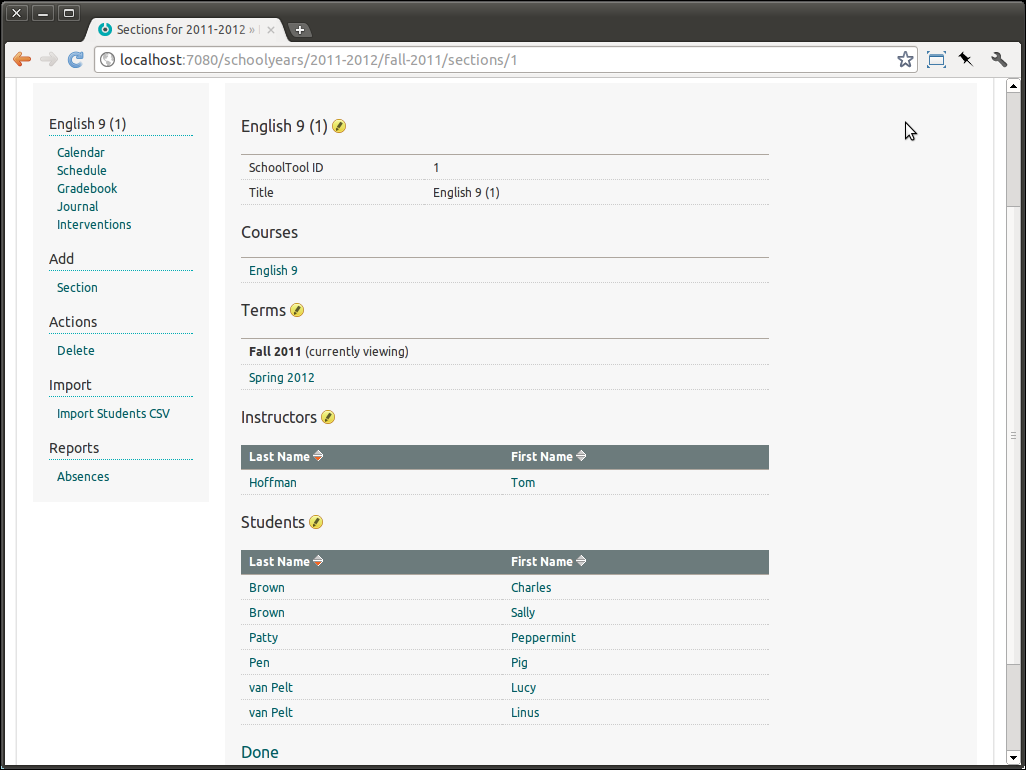 Sections for 2011-2012 »
localhost:7080/schoolyears/2011-2012/fall-2011/sections/1
English 9 (1)
Calendar
Schedule
Gradebook
Journal
Interventions
Add
Section
Actions
Delete
Import
Import Students CSV
Reports
Absences
English 9 (1)
SchoolTool ID 1
Title English 9 (1)
Courses
English 9
Terms
Fall 2011 (currently viewing)
Spring 2012
Instructors
Last Name First Name
Hoffman Tom
Students
Last Name First Name
Brown Charles
Brown Sally
Patty Peppermint
Pen Pig
van Pelt Lucy
van Pelt Linus
Done